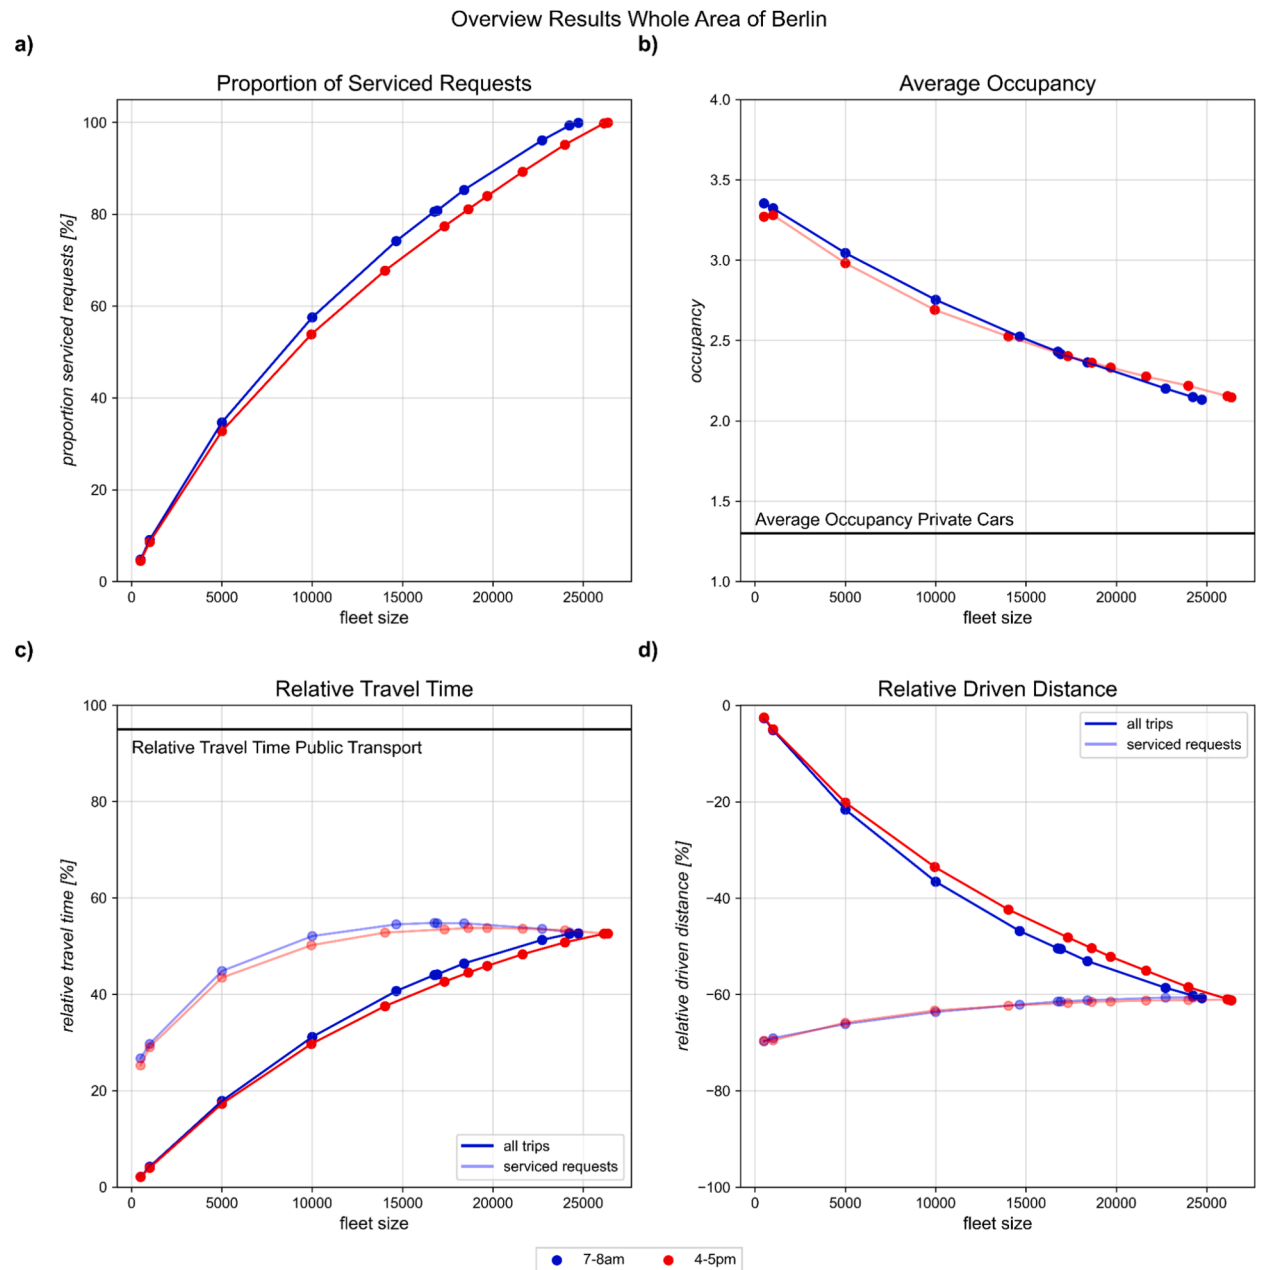 Overview Results Whole Area of Berlin
a)
Proportion of Serviced Requests
proportion serviced requests [%]
100
80
60
40
20
0
0 5000 10000 15000 20000 25000
fleet size
b)
Average Occupancy
occupancy
4.0
3.5
3.0
2.5
2.0
1.5
1.0
Average Occupancy Private Cars
0 5000 10000 15000 20000 25000
fleet size
c)
Relative Travel Time
relative travel time [%]
100
80
60
40
20
0
Relative Travel Time Public Transport
all trips
serviced requests
0 5000 10000 15000 20000 25000
fleet size
d)
Relative Driven Distance
relative driven distance [%]
0
−20
−40
−60
−80
−100
all trips
serviced requests
0 5000 10000 15000 20000 25000
fleet size
7-8am 4-5pm